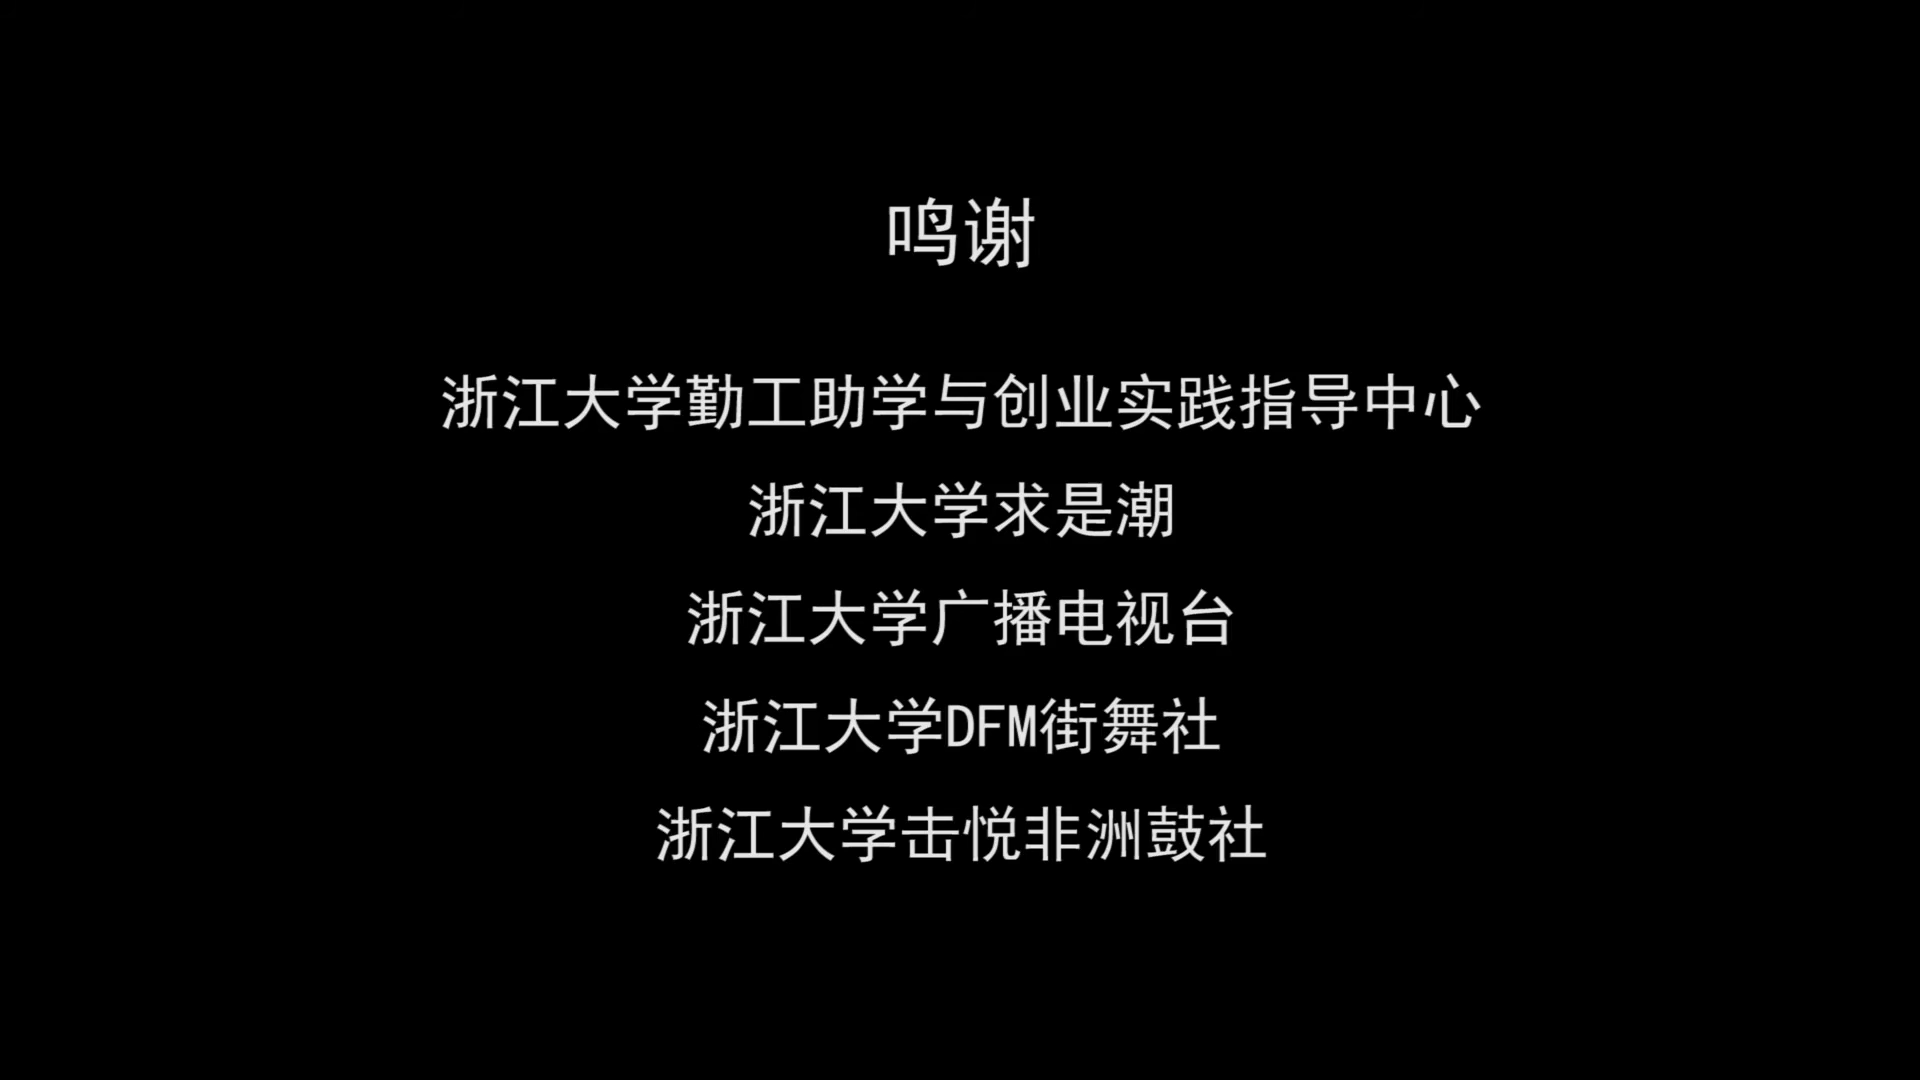 鸣谢
浙江大学勤工助学与创业实践指导中心
浙江大学求是潮
浙江大学广播电视台
浙江大学DFM街舞社
浙江大学击悦非洲鼓社